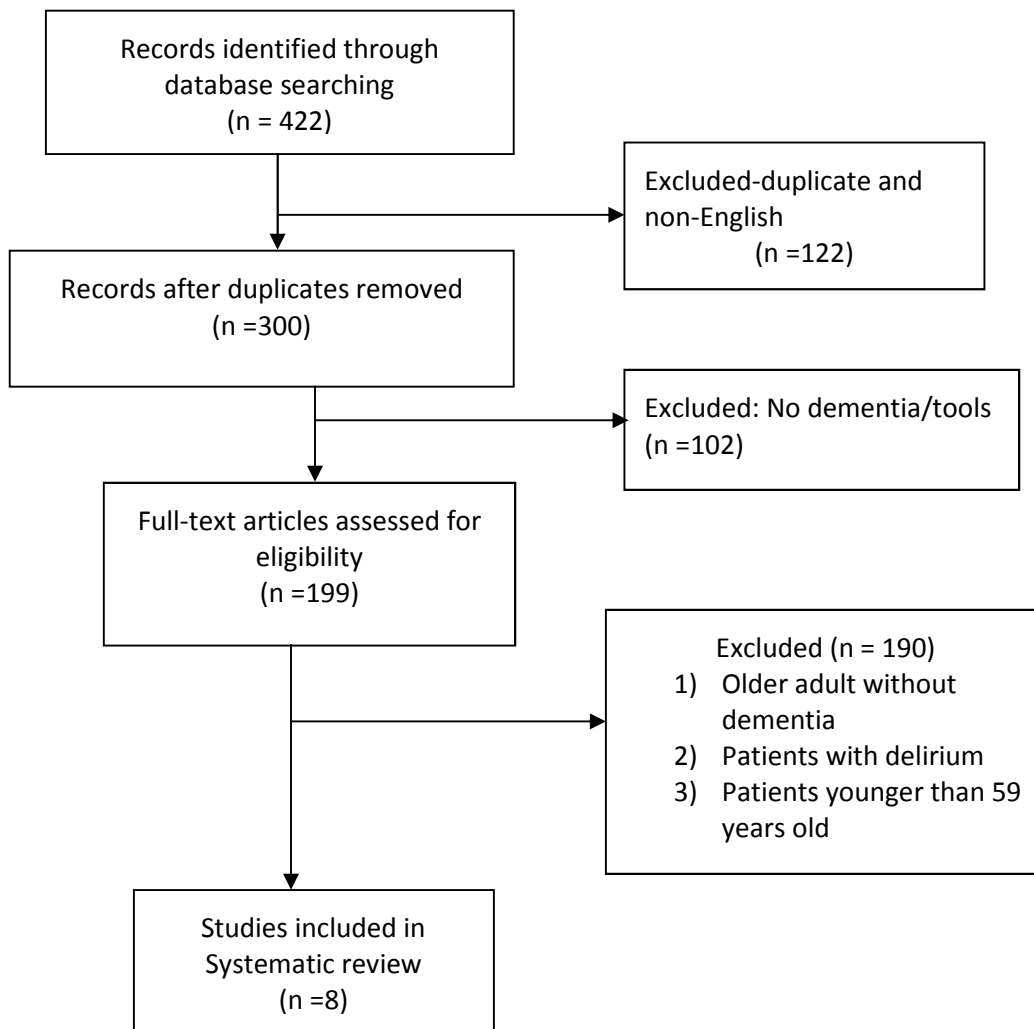 Records identified through
database searching
(n = 422)
Excluded-duplicate and
non-English
(n =122)
Records after duplicates removed
(n =300)
Excluded: No dementia/tools
(n =102)
Full-text articles assessed for
eligibility
(n =199)
Excluded (n = 190)
1) Older adult without
dementia
2) Patients with delirium
3) Patients younger than 59
years old
Studies included in
Systematic review
(n =8)